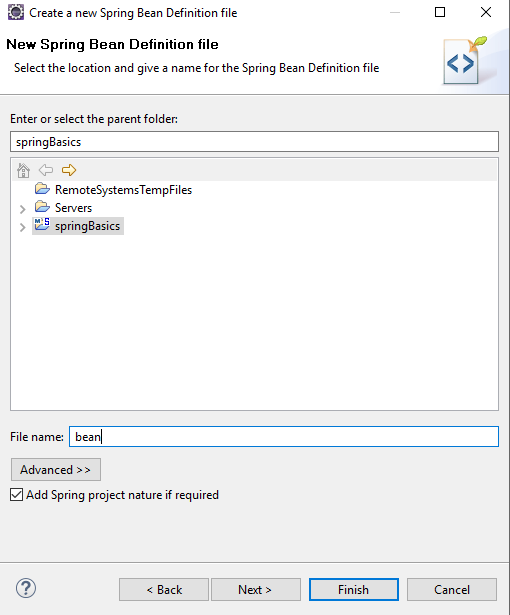 Create a new Spring Bean Definition file
New Spring Bean Definition file
Select the location and give a name for the Spring Bean Definition file
Enter or select the parent folder:
springBasics
RemoteSystemsTempFiles
Servers
M S springBasics
File name: bean
Advanced >>
Add Spring project nature if required
? < Back Next > Finish Cancel